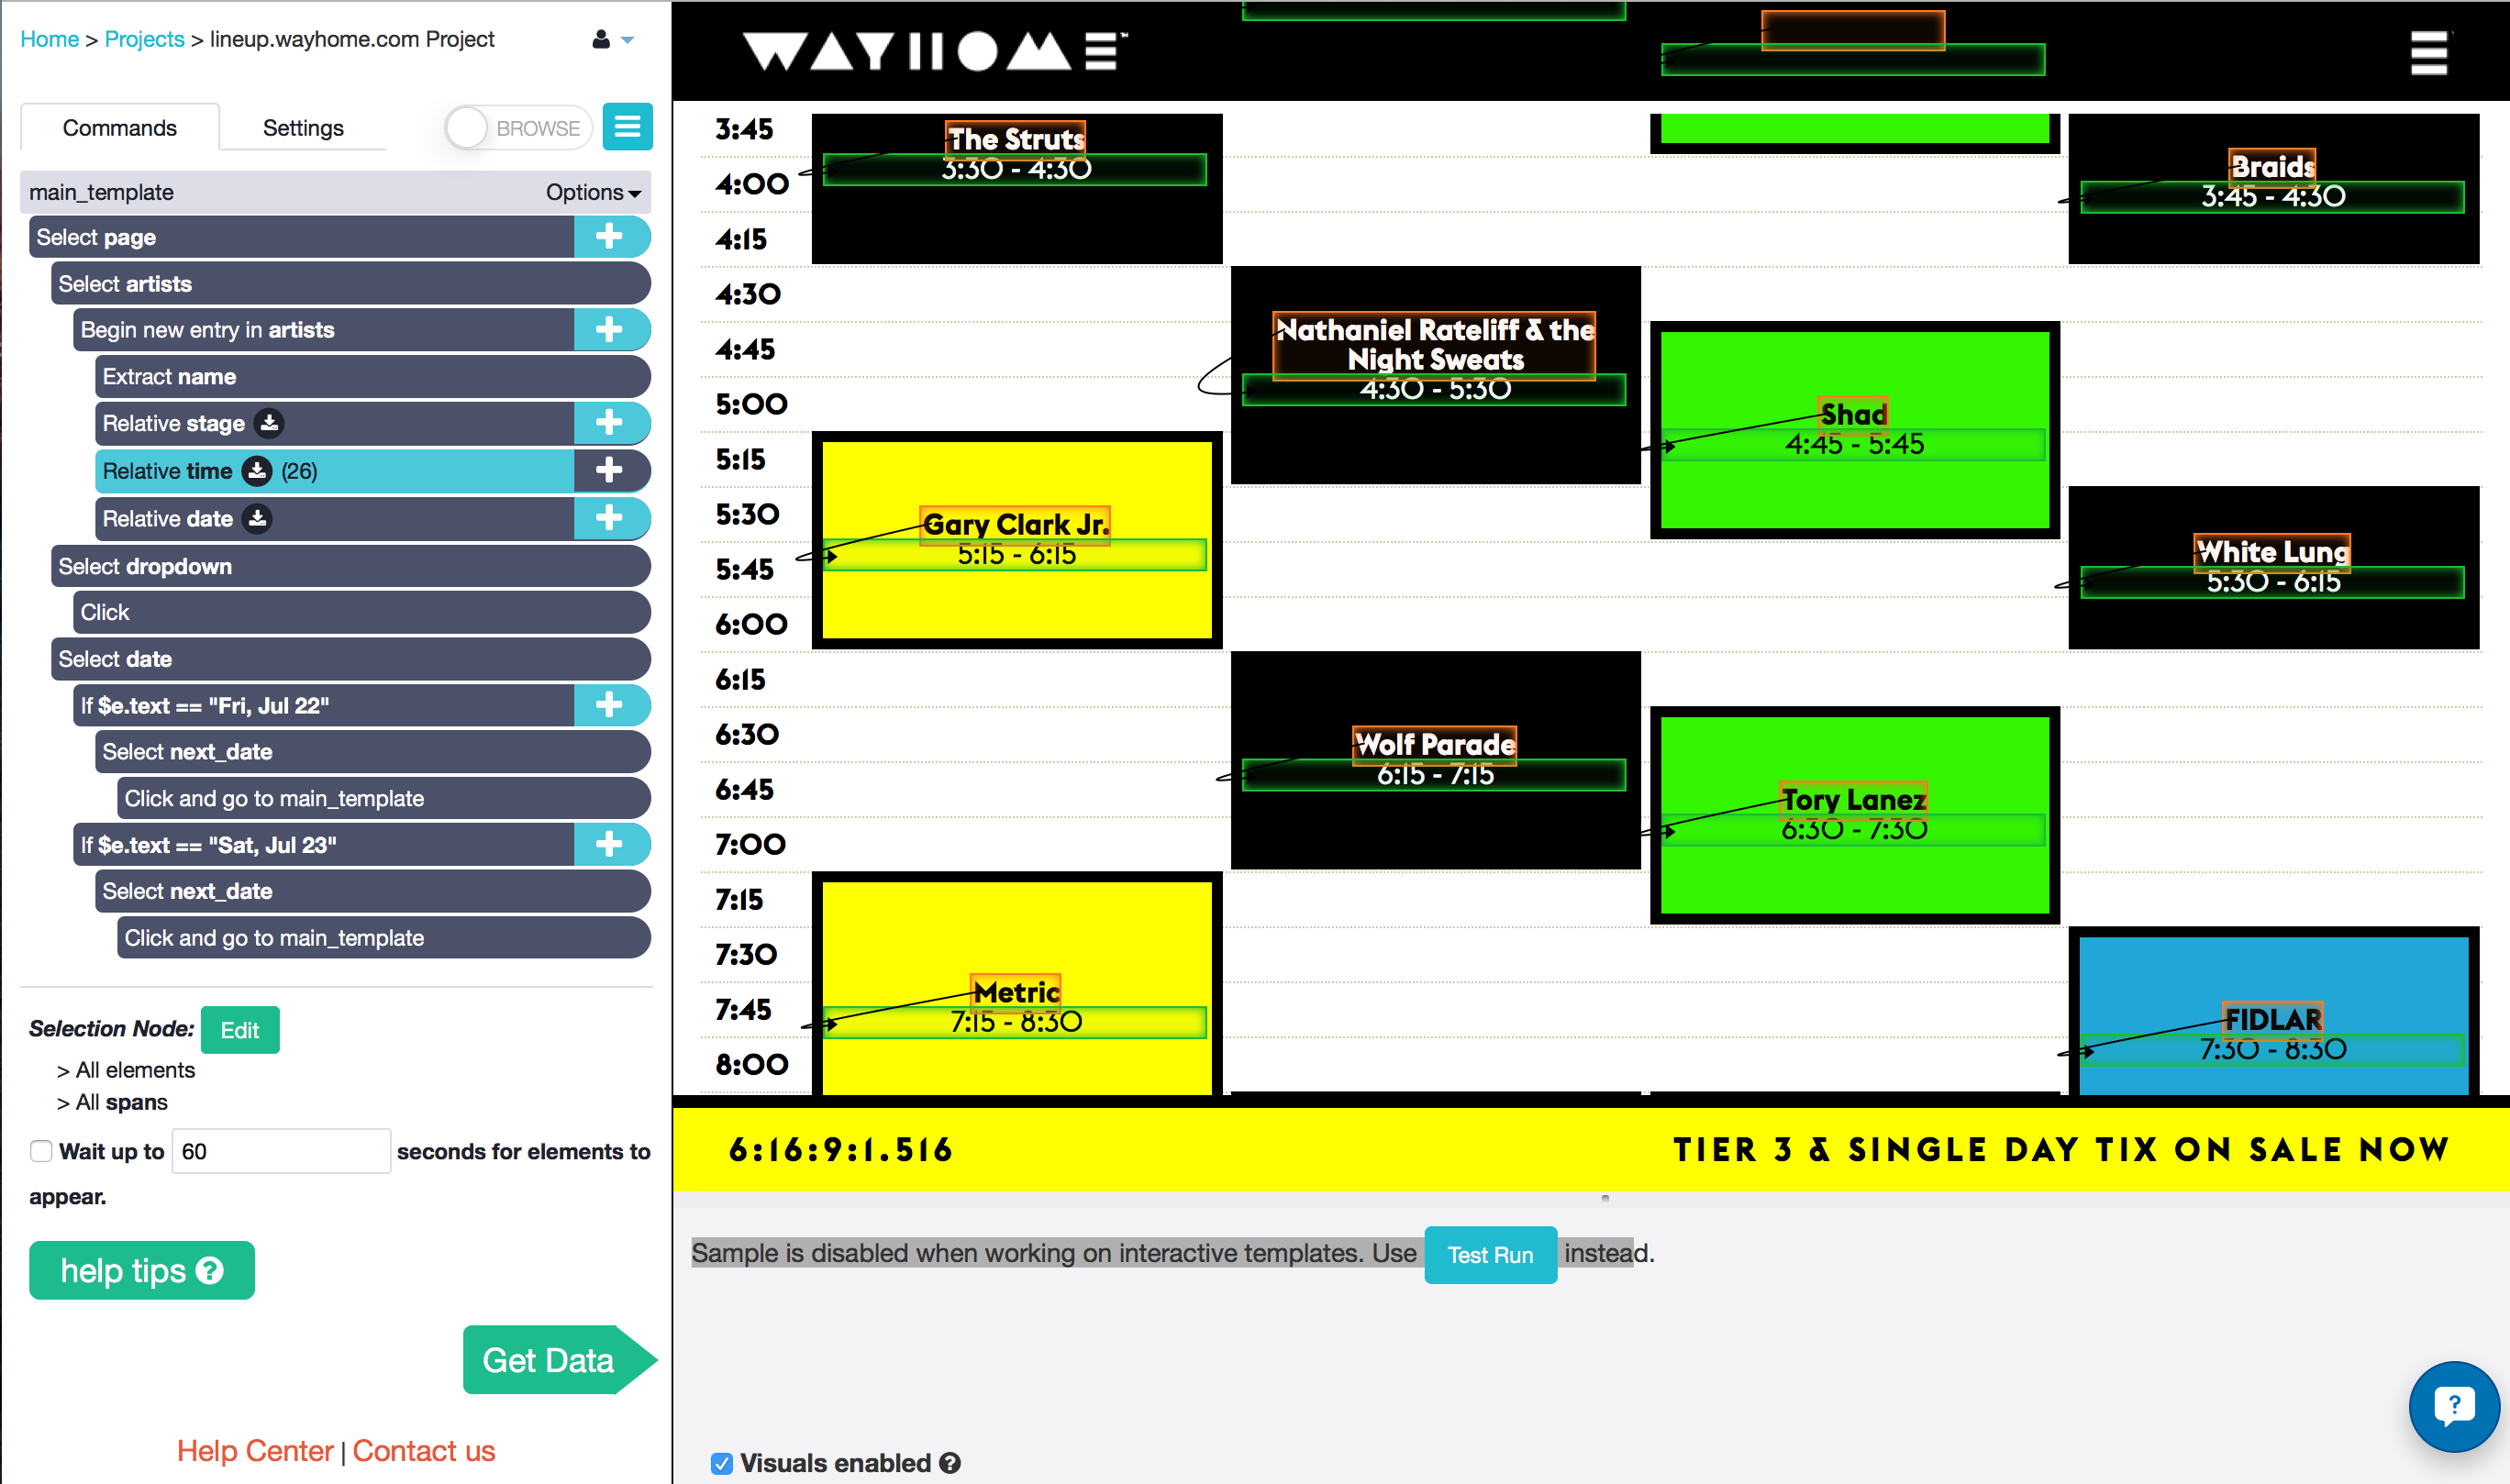 Home > Projects > lineup.wayhome.com Project
Commands
Settings
BROWSE
main_template
Options
Select page
Select artists
Begin new entry in artists
Extract name
Relative stage
Relative time (26)
Relative date
Select dropdown
Click
Select date
If $e.text == "Fri, Jul 22"
Select next_date
Click and go to main_template
If $e.text == "Sat, Jul 23"
Select next_date
Click and go to main_template
Selection Node: Edit
> All elements
> All spans
Wait up to 60 seconds for elements to
appear.
help tips ?
Get Data
Help Center | Contact us
WAYHOME
3:45
4:00
4:15
4:30
4:45
5:00
5:15
5:30
5:45
6:00
6:15
6:30
6:45
7:00
7:15
7:30
7:45
8:00
The Struts
3:30 - 4:30
Braids
3:45 - 4:30
Nathaniel Rateliff & the
Night Sweats
4:30 - 5:30
Shad
4:45 - 5:45
Gary Clark Jr.
5:15 - 6:15
White Lung
5:30 - 6:15
Wolf Parade
6:15 - 7:15
Tory Lanez
6:30 - 7:30
Metric
7:15 - 8:30
FIDLAR
7:30 - 8:30
6:16:9:1.516
TIER 3 & SINGLE DAY TIX ON SALE NOW
Sample is disabled when working on interactive templates. Use Test Run instead.
Visuals enabled ?